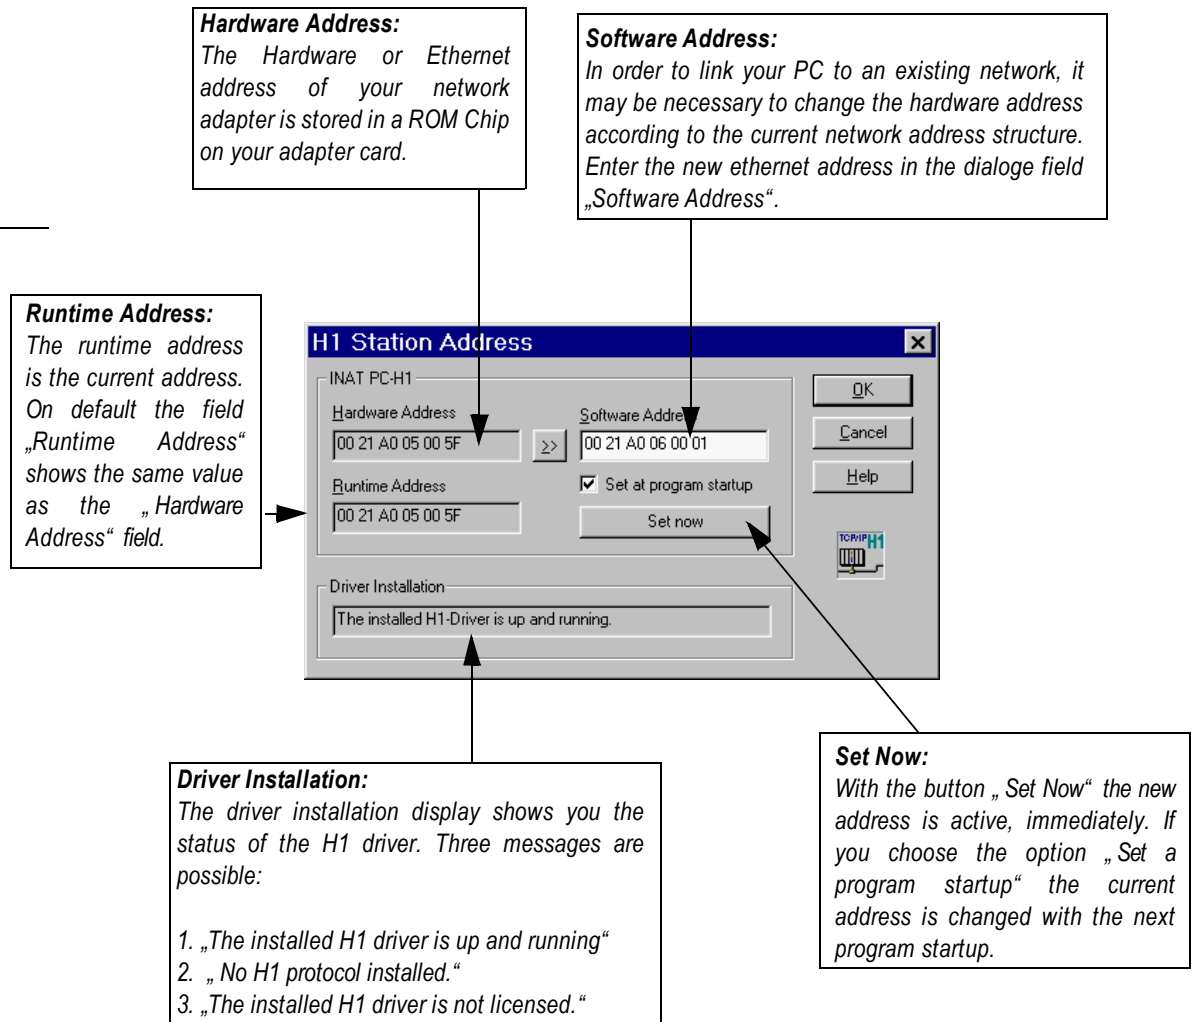 Hardware Address:
The Hardware or Ethernet
address of your network
adapter is stored in a ROM Chip
on your adapter card.
Software Address:
In order to link your PC to an existing network, it
may be necessary to change the hardware address
according to the current network address structure.
Enter the new ethernet address in the dialoge field
„Software Address“.
Runtime Address:
The runtime address
is the current address.
On default the field
„Runtime Address“
shows the same value
as the „ Hardware
Address“ field.
H1 Station Address
INAT PC-H1
Hardware Address
00 21 A0 05 00 5F
>>
Software Address
00 21 A0 06 00 01
Runtime Address
00 21 A0 05 00 5F
Set at program startup
Set now
OK
Cancel
Help
TCP/IP H1
Driver Installation
The installed H1-Driver is up and running.
Driver Installation:
The driver installation display shows you the
status of the H1 driver. Three messages are
possible:
1. „The installed H1 driver is up and running“
2. „ No H1 protocol installed.“
3. „The installed H1 driver is not licensed.“
Set Now:
With the button „ Set Now“ the new
address is active, immediately. If
you choose the option „ Set a
program startup“ the current
address is changed with the next
program startup.